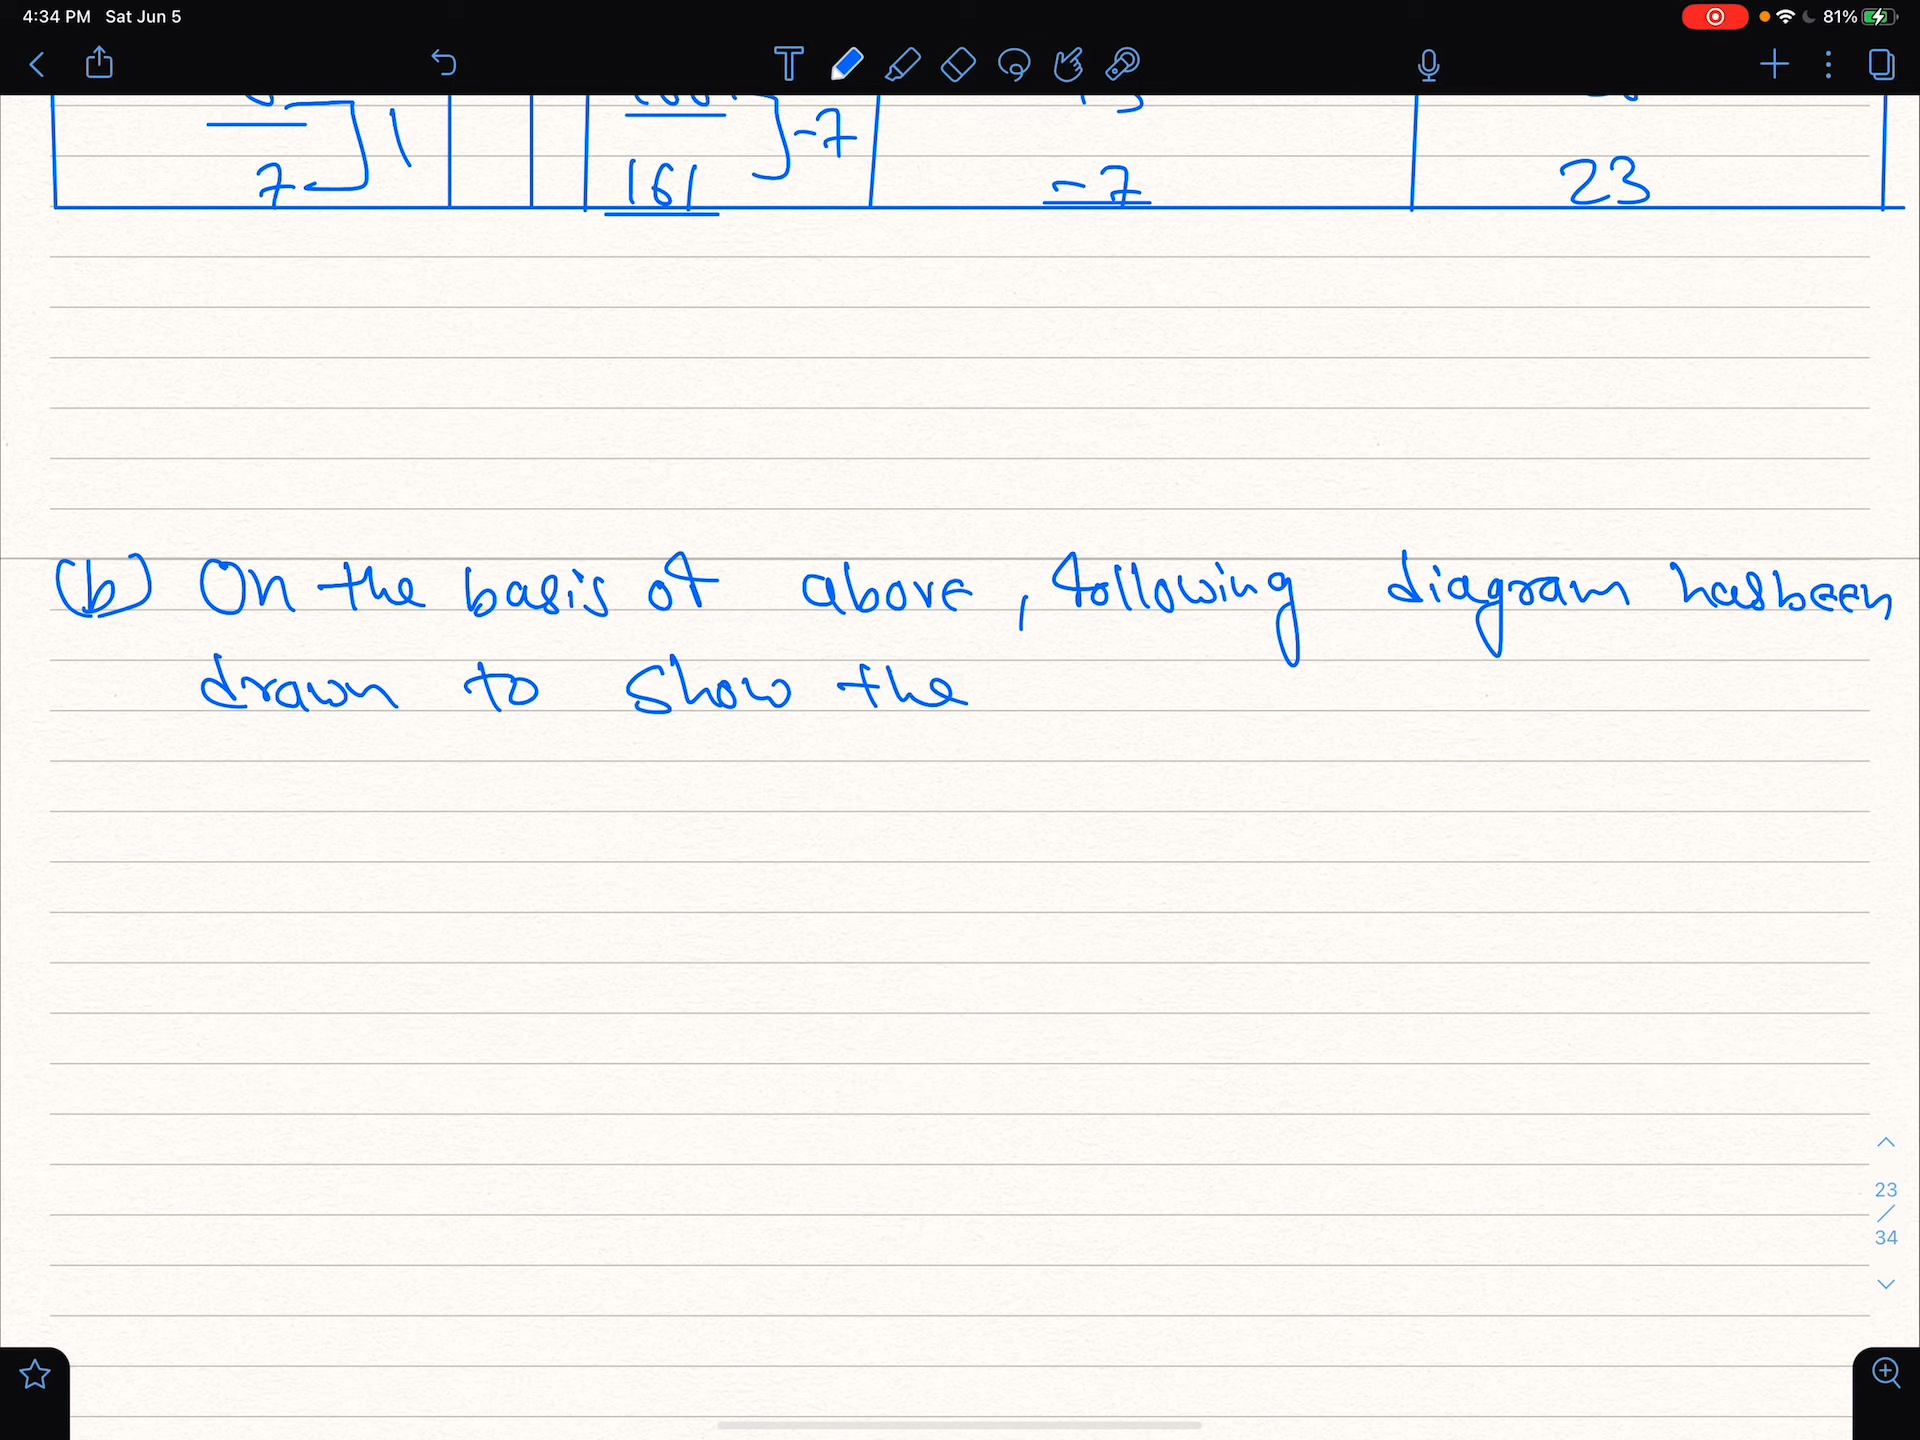 4:34 PM Sat Jun 5
81%
T
1
-7
7
161
-7
23
(b) On the basis of above, following diagram has been
drawn to show the
23
34